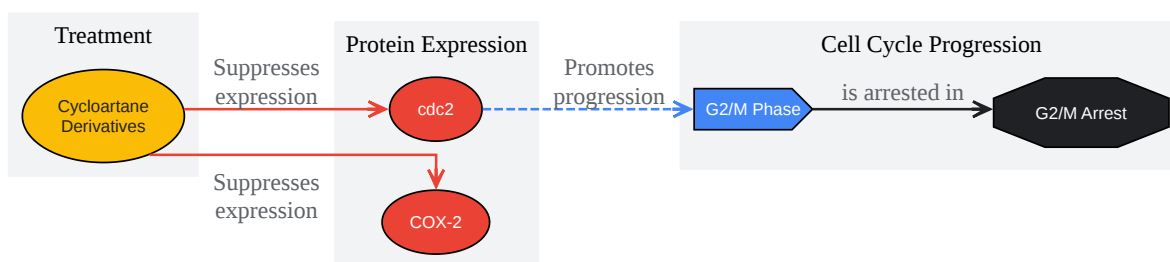 Treatment
Cycloartane
Derivatives
Suppresses
expression
Suppresses
expression
Protein Expression
cdc2
COX-2
Promotes
progression
Cell Cycle Progression
G2/M Phase
is arrested in
G2/M Arrest